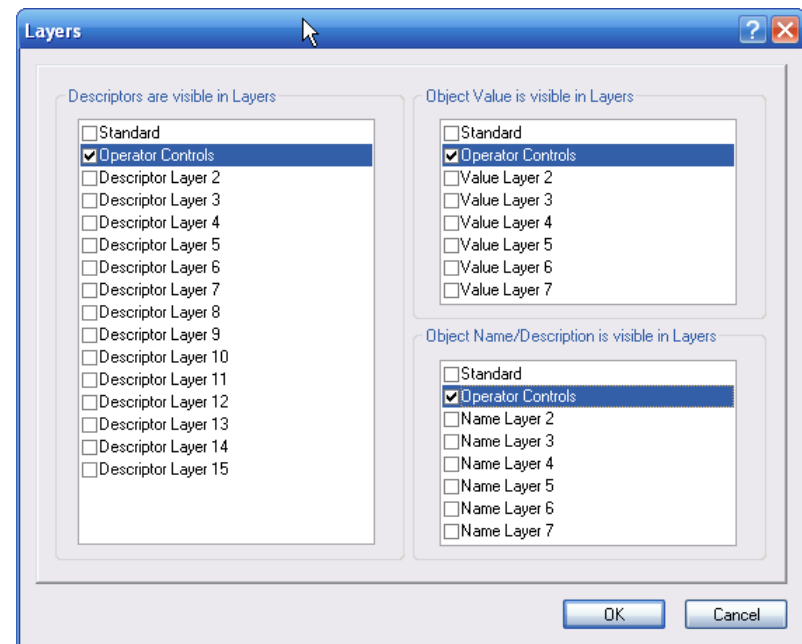 Layers
Descriptors are visible in Layers
Standard
Operator Controls
Descriptor Layer 2
Descriptor Layer 3
Descriptor Layer 4
Descriptor Layer 5
Descriptor Layer 6
Descriptor Layer 7
Descriptor Layer 8
Descriptor Layer 9
Descriptor Layer 10
Descriptor Layer 11
Descriptor Layer 12
Descriptor Layer 13
Descriptor Layer 14
Descriptor Layer 15
Object Value is visible in Layers
Standard
Operator Controls
Value Layer 2
Value Layer 3
Value Layer 4
Value Layer 5
Value Layer 6
Value Layer 7
Object Name/Description is visible in Layers
Standard
Operator Controls
Name Layer 2
Name Layer 3
Name Layer 4
Name Layer 5
Name Layer 6
Name Layer 7
OK
Cancel